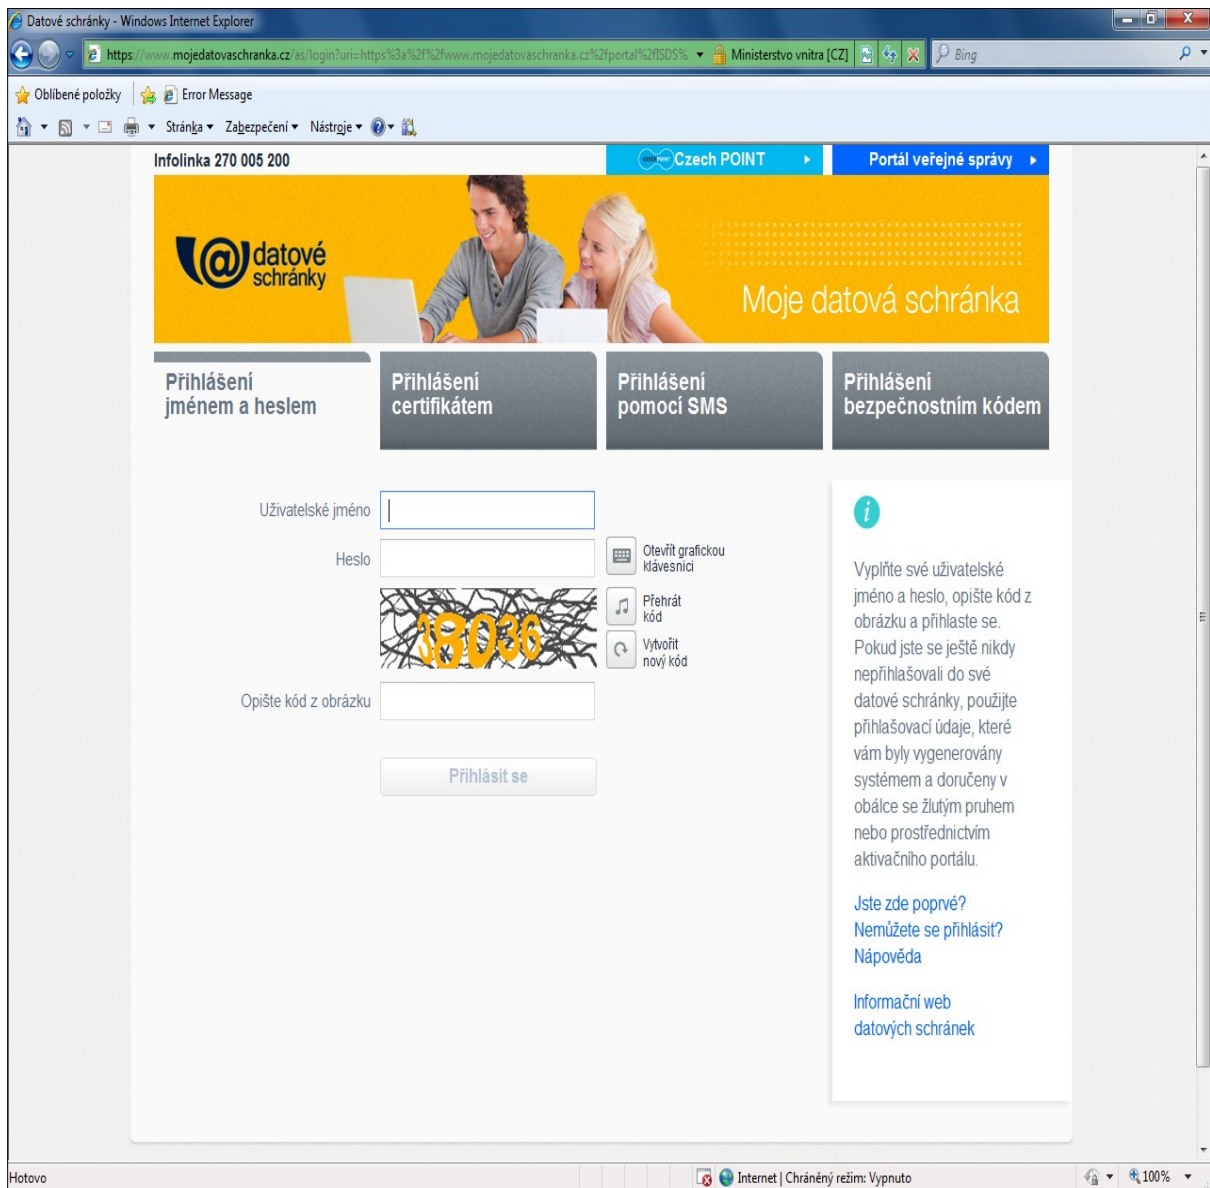 Datové schránky - Windows Internet Explorer
https://www.mojedatovaschranka.cz/as/login?uri=https%3a%2f%2fwww.mojedatovaschranka.cz%2fportal%2fISDS%
Ministerstvo vnitra [CZ]
Bing
Oblíbené položky
Error Message
Stránka
Zabezpečení
Nástroje
Infolinka 270 005 200
Czech POINT
Portál veřejné správy
datové
schránky
Moje datová schránka
Přihlášení
jménem a heslem
Přihlášení
certifikátem
Přihlášení
pomocí SMS
Přihlášení
bezpečnostním kódem
Uživatelské jméno
Heslo
Otevřít grafickou
klávesnici
38036
Přehrát
kód
Vytvořit
nový kód
Opište kód z obrázku
Přihlásit se
Vyplňte své uživatelské
jméno a heslo, opište kód z
obrázku a přihlaste se.
Pokud jste se ještě nikdy
nepřihlašovali do své
datové schránky, použijte
přihlašovací údaje, které
vám byly vygenerovány
systémem a doručeny v
obálce se žlutým pruhem
nebo prostřednictvím
aktivačního portálu.
Jste zde poprvé?
Nemůžete se přihlásit?
Nápověda
Informační web
datových schránek
Hotovo
Internet | Chráněný režim: Vypnuto
100%